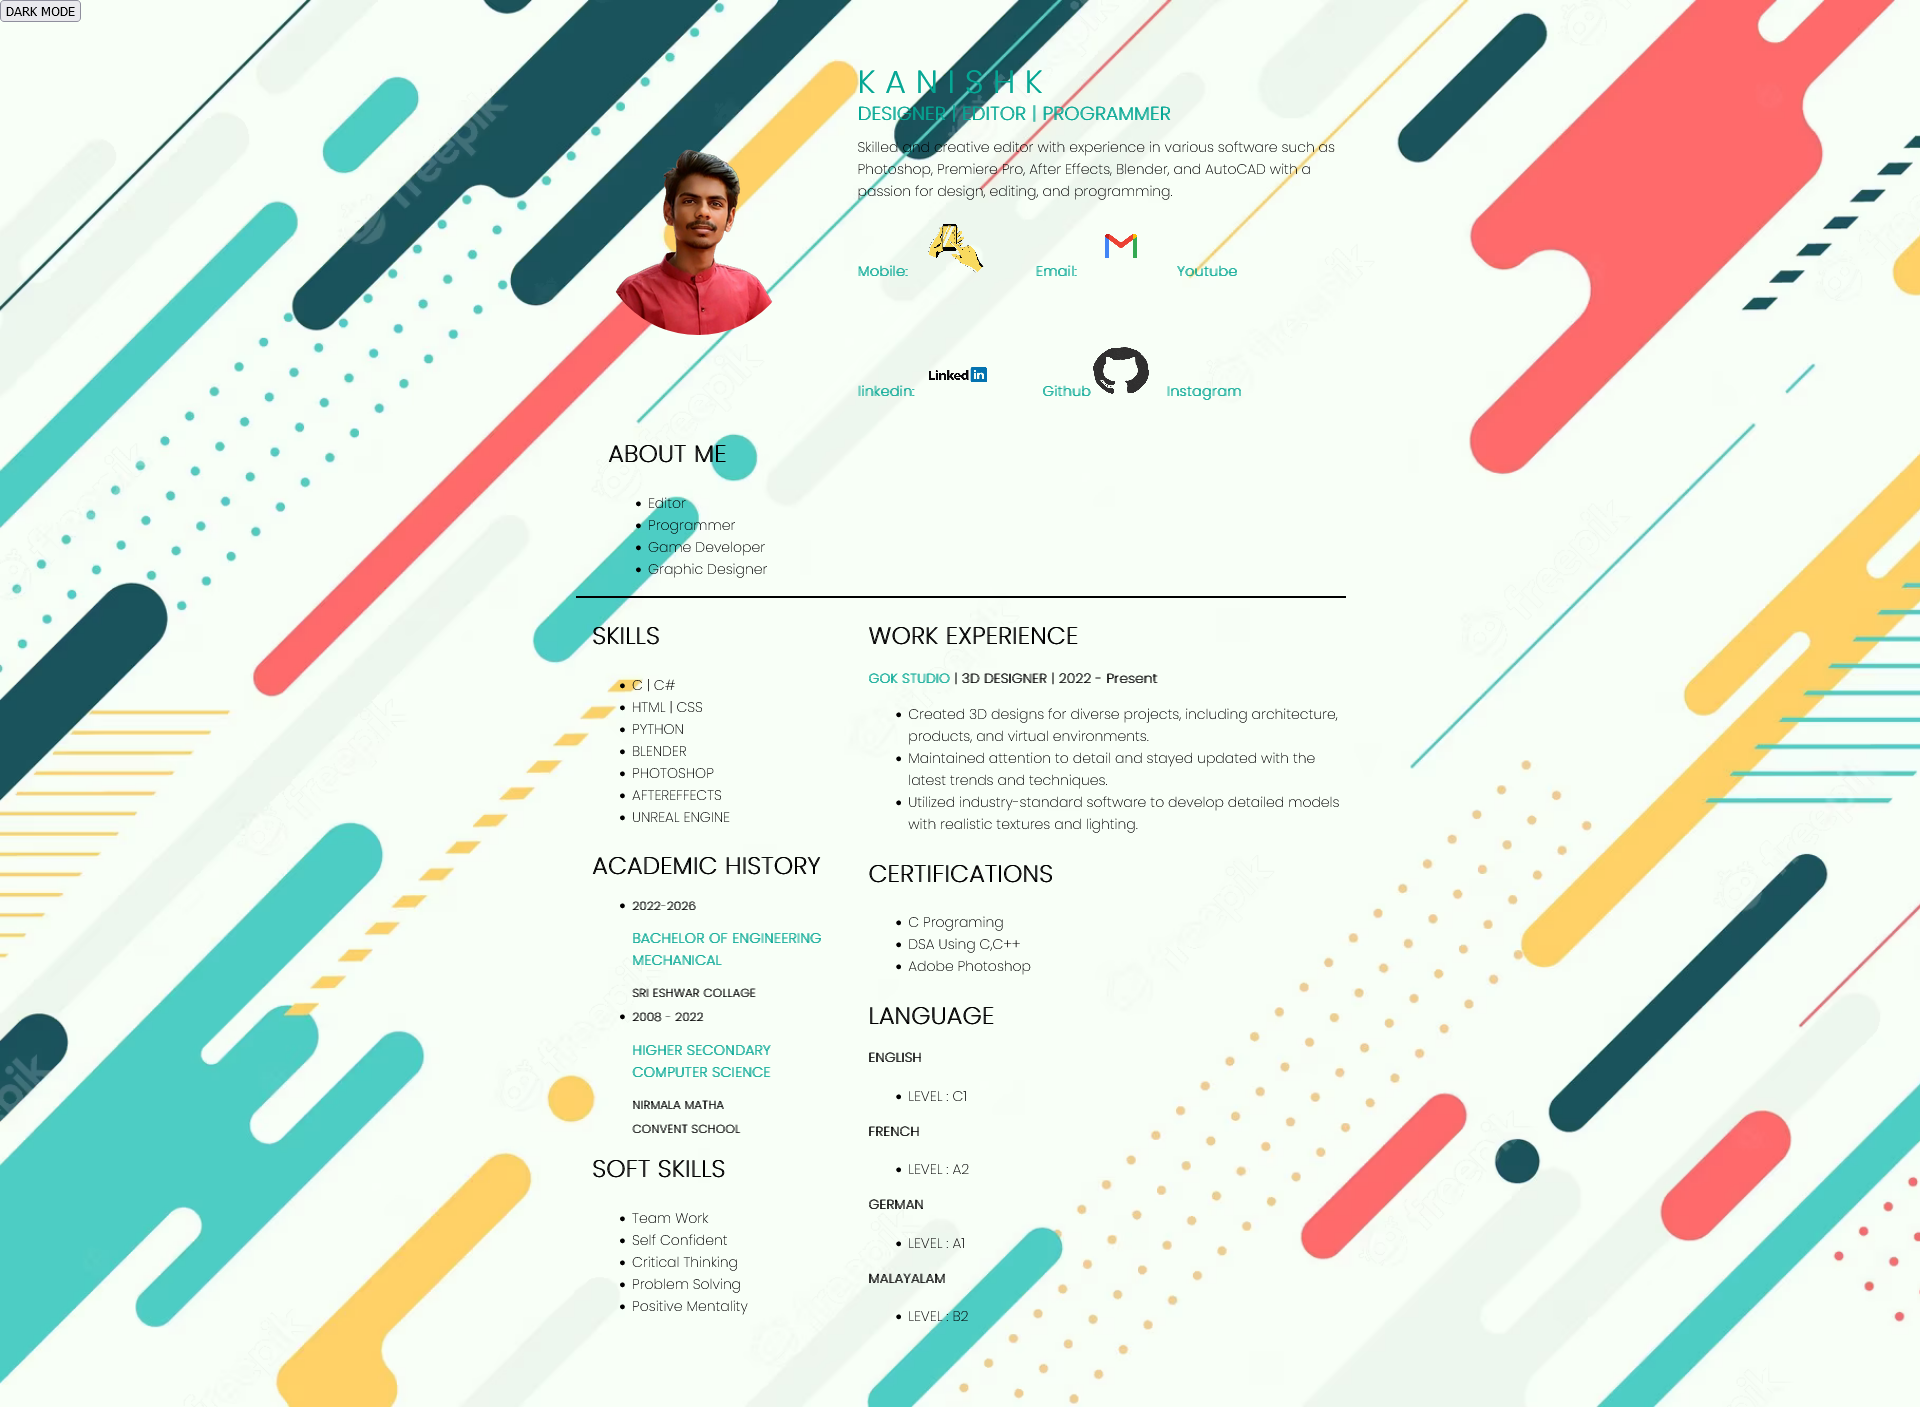 DARK MODE
KANISHK
DESIGNER | EDITOR | PROGRAMMER
Skilled and creative editor with experience in various software such as
Photoshop, Premiere Pro, After Effects, Blender, and AutoCAD with a
passion for design, editing, and programming.
Mobile:
Email:
Youtube
linkedin:
Linked in
Github
Instagram
ABOUT ME
Editor
Programmer
Game Developer
Graphic Designer
SKILLS
C | C#
HTML | CSS
PYTHON
BLENDER
PHOTOSHOP
AFTEREFFECTS
UNREAL ENGINE
ACADEMIC HISTORY
2022-2026
BACHELOR OF ENGINEERING
MECHANICAL
SRI ESHWAR COLLAGE
2008 - 2022
HIGHER SECONDARY
COMPUTER SCIENCE
NIRMALA MATHA
CONVENT SCHOOL
SOFT SKILLS
Team Work
Self Confident
Critical Thinking
Problem Solving
Positive Mentality
WORK EXPERIENCE
GOK STUDIO | 3D DESIGNER | 2022 - Present
Created 3D designs for diverse projects, including architecture,
products, and virtual environments.
Maintained attention to detail and stayed updated with the
latest trends and techniques.
Utilized industry-standard software to develop detailed models
with realistic textures and lighting.
CERTIFICATIONS
C Programing
DSA Using C,C++
Adobe Photoshop
LANGUAGE
ENGLISH
LEVEL : C1
FRENCH
LEVEL : A2
GERMAN
LEVEL : A1
MALAYALAM
LEVEL : B2
freepik